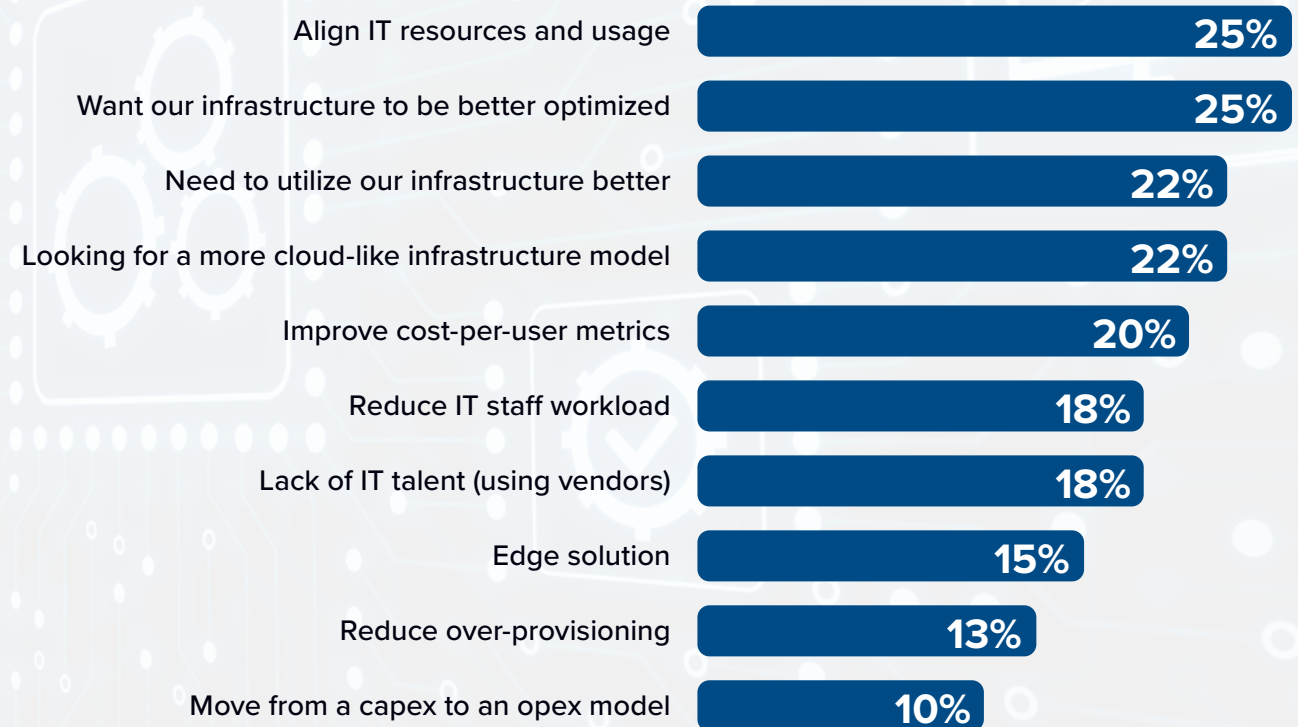 Align IT resources and usage 25%
Want our infrastructure to be better optimized 25%
Need to utilize our infrastructure better 22%
Looking for a more cloud-like infrastructure model 22%
Improve cost-per-user metrics 20%
Reduce IT staff workload 18%
Lack of IT talent (using vendors) 18%
Edge solution 15%
Reduce over-provisioning 13%
Move from a capex to an opex model 10%